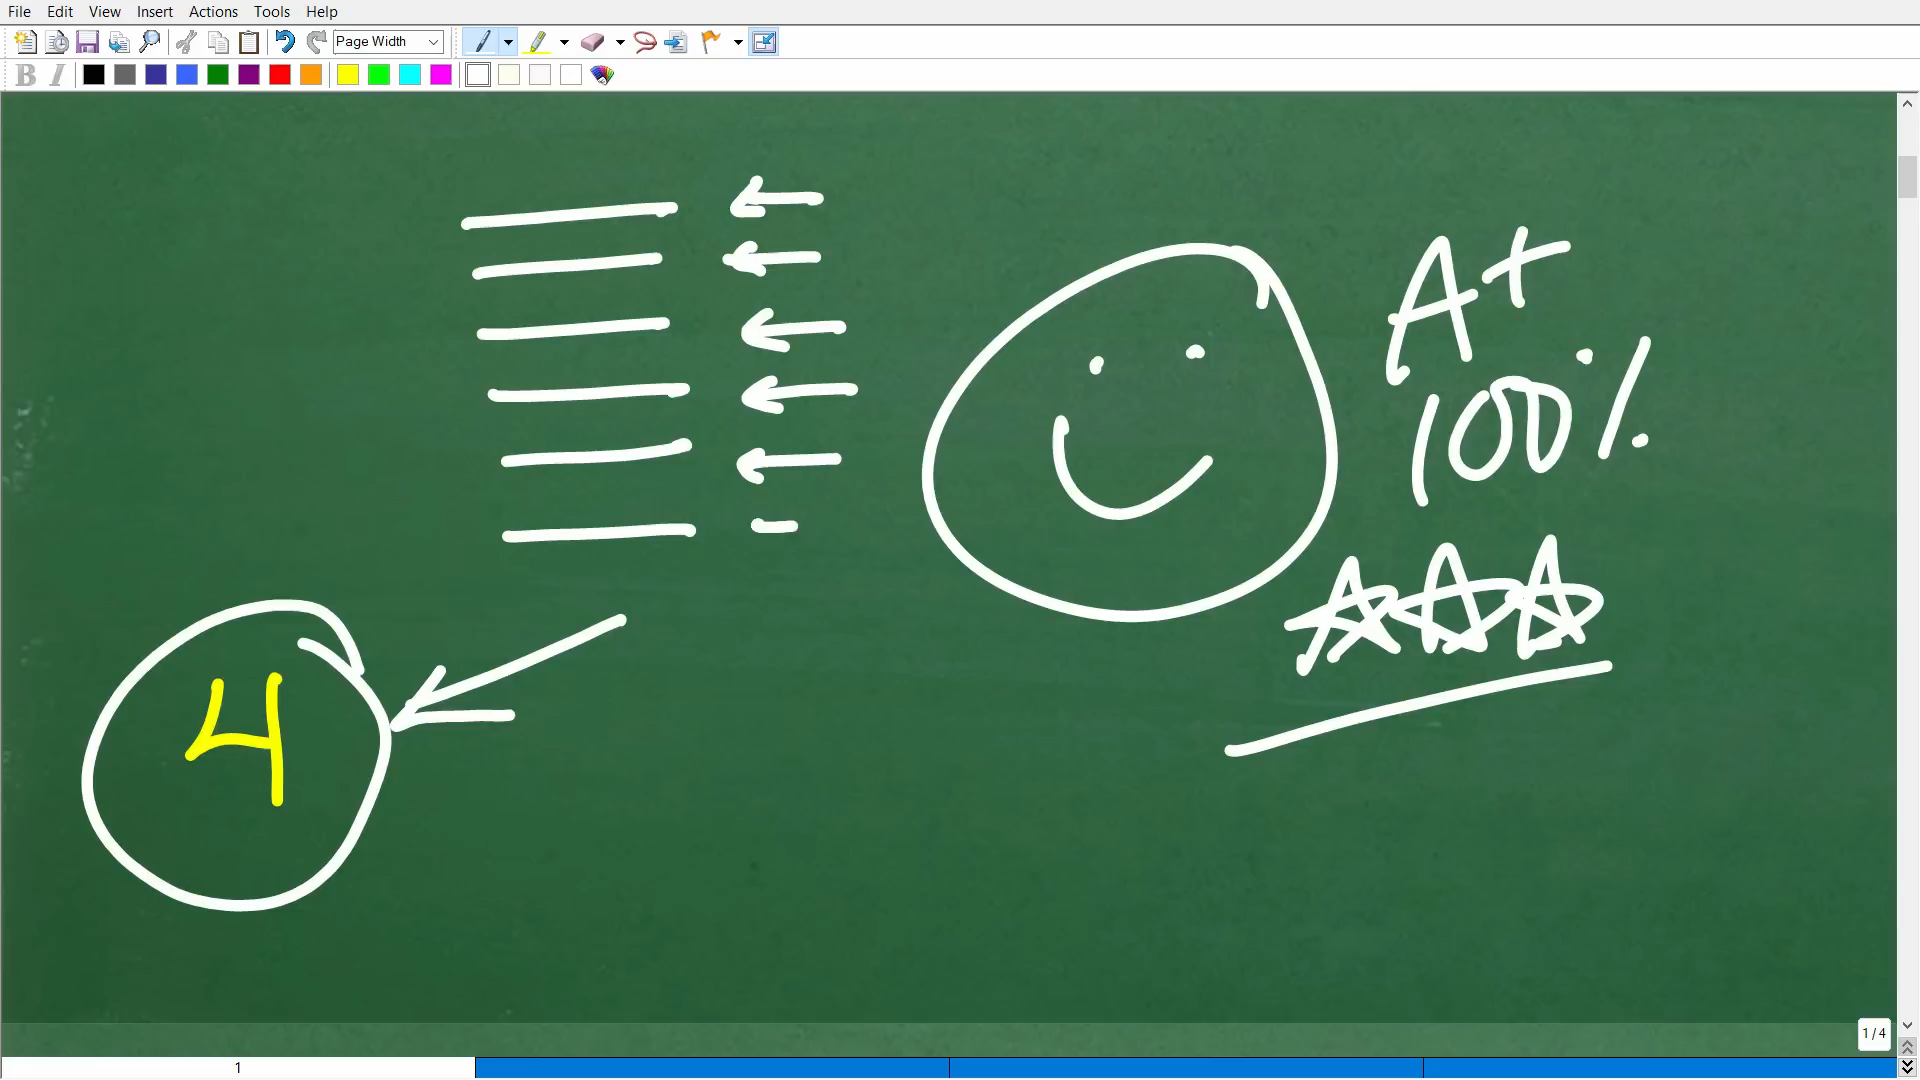 File Edit View Insert Actions Tools Help
Page Width
B I
A+
100%
4
1 / 4
1